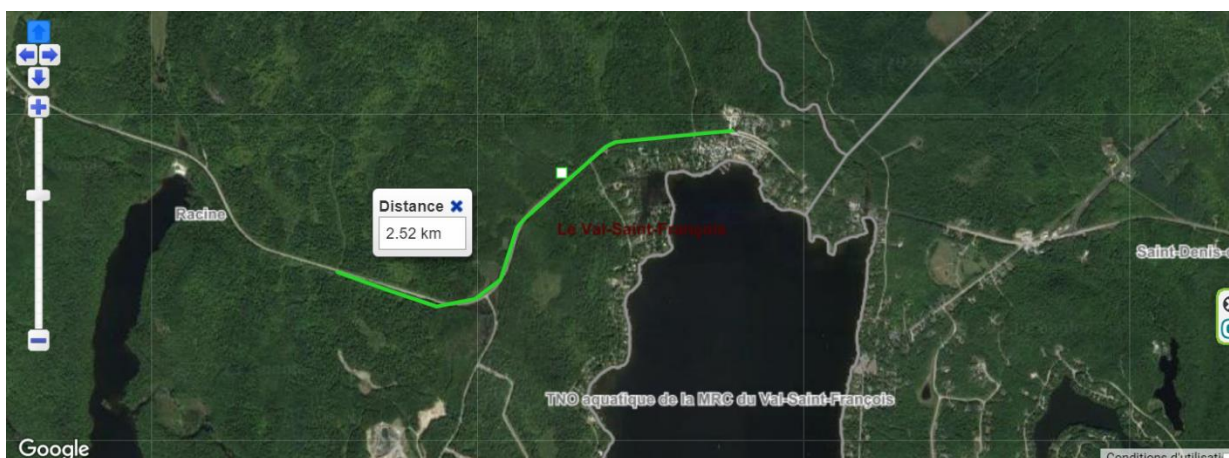 Racine
Distance
2.52 km
Le Val-Saint-François
Saint-Denis-
TNO aquatique de la MRC du Val-Saint-François
Google
Conditions d'utilisati